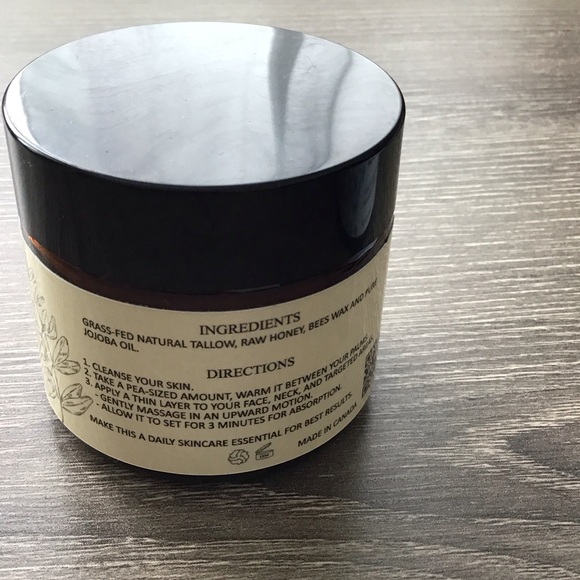 INGREDIENTS
GRASS-FED NATURAL TALLOW, RAW HONEY, BEES WAX AND PURE
JOJOBA OIL.
DIRECTIONS
1. CLEANSE YOUR SKIN.
2. TAKE A PEA-SIZED AMOUNT, WARM IT BETWEEN YOUR PALMS.
3. APPLY A THIN LAYER TO YOUR FACE, NECK, AND TARGETED AREAS.
- GENTLY MASSAGE IN AN UPWARD MOTION.
- ALLOW IT TO SET FOR 3 MINUTES FOR ABSORPTION.
MAKE THIS A DAILY SKINCARE ESSENTIAL FOR BEST RESULTS.
MADE IN CANADA.